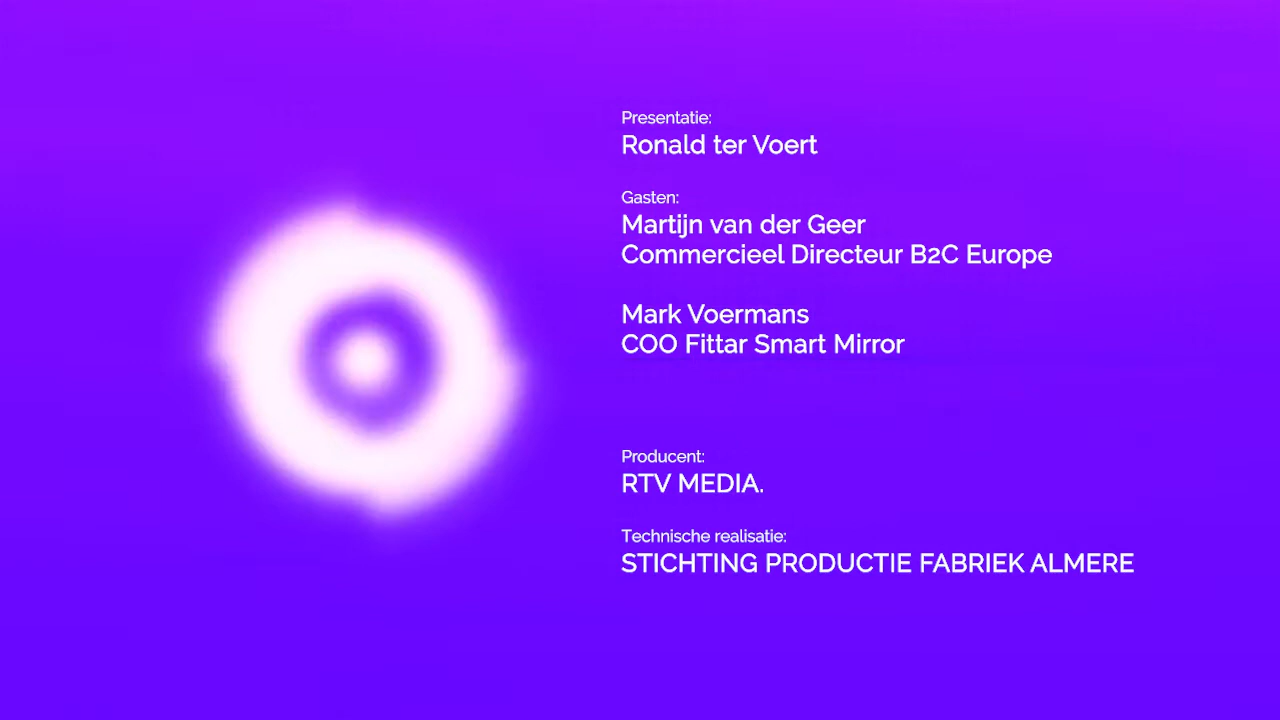 Presentatie:
Ronald ter Voert
Gasten:
Martijn van der Geer
Commercieel Directeur B2C Europe
Mark Voermans
COO Fittar Smart Mirror
Producent:
RTV MEDIA.
Technische realisatie:
STICHTING PRODUCTIE FABRIEK ALMERE